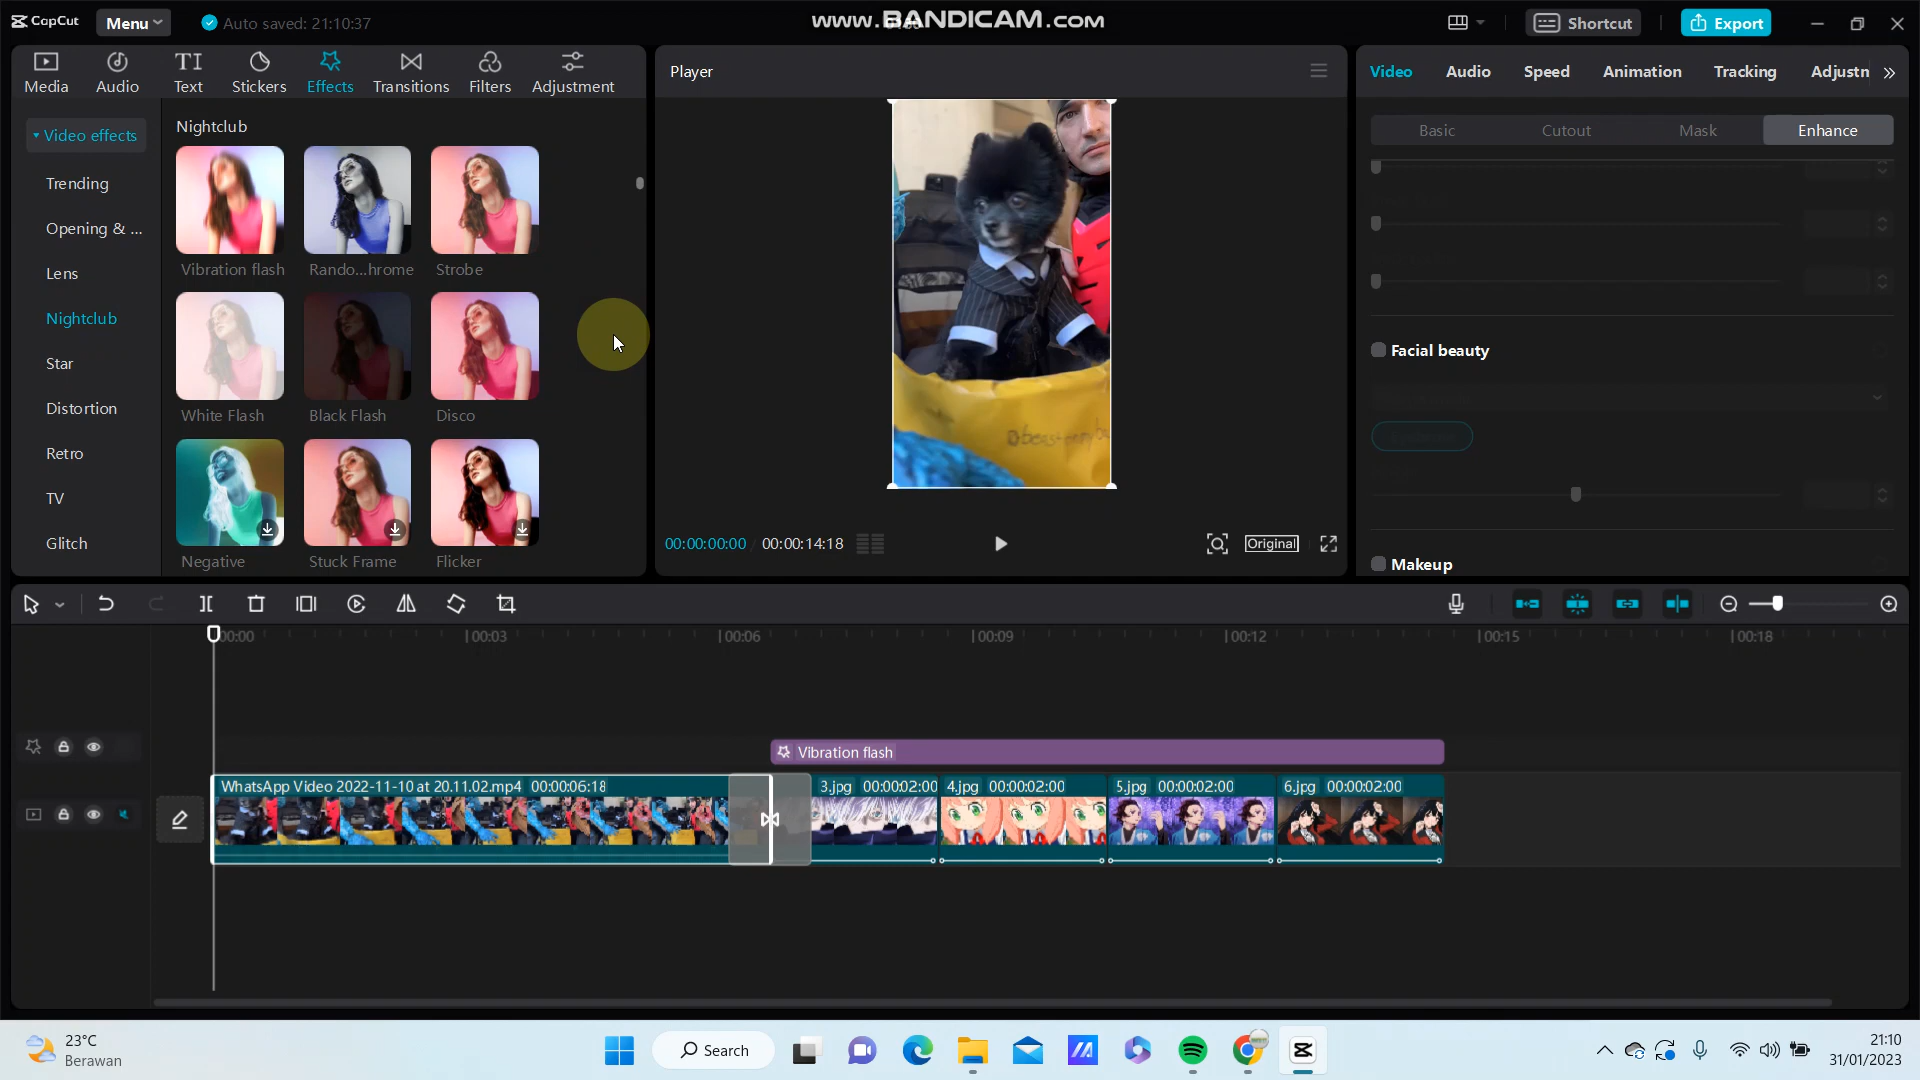 CapCut
Menu
Auto saved: 21:10:37
www.BANDICAM.com
Shortcut
Export
Media
Audio
Text
Stickers
Effects
Transitions
Filters
Adjustment
Video effects
Trending
Opening & ...
Lens
Nightclub
Star
Distortion
Retro
TV
Glitch
Nightclub
Vibration flash
Rando...hrome
Strobe
White Flash
Black Flash
Disco
Negative
Stuck Frame
Flicker
Player
00:00:00:00
00:00:14:18
Original
Video
Audio
Speed
Animation
Tracking
Adjustn
Basic
Cutout
Mask
Enhance
Facial beauty
Makeup
00:00
00:03
00:06
00:09
00:12
00:15
00:18
Vibration flash
WhatsApp Video 2022-11-10 at 20.11.02.mp4 00:00:06:18
3.jpg 00:00:02:00
4.jpg 00:00:02:00
5.jpg 00:00:02:00
6.jpg 00:00:02:00
23°C
Berawan
Search
21:10
31/01/2023